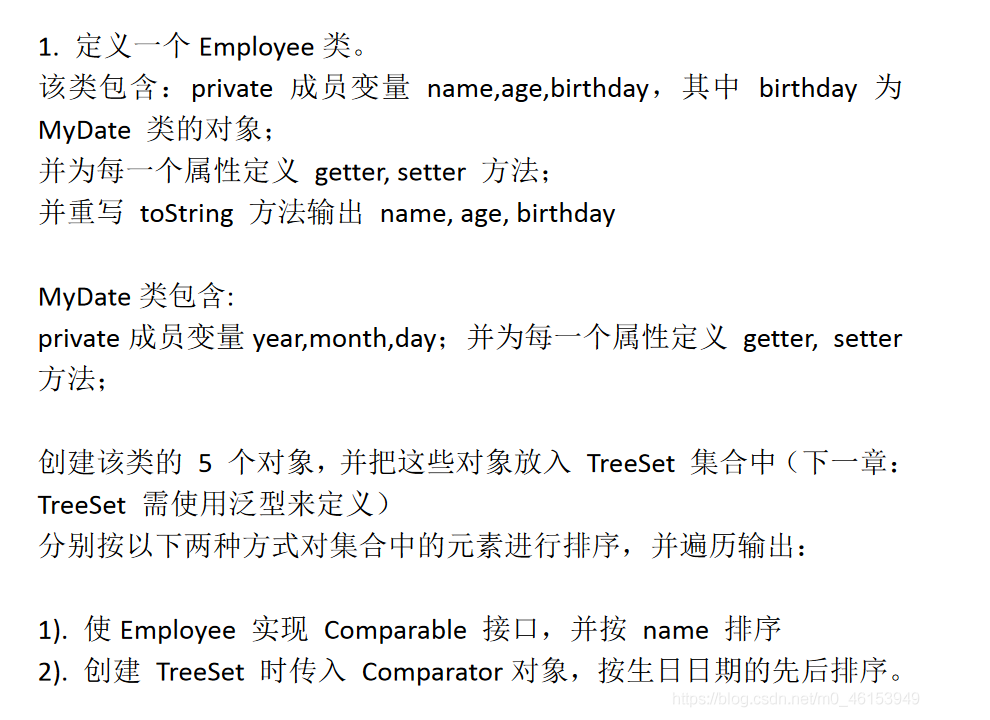 1. 定义一个 Employee 类。
该类包含：private 成员变量 name,age,birthday，其中 birthday 为
MyDate 类的对象；
并为每一个属性定义 getter, setter 方法；
并重写 toString 方法输出 name, age, birthday
MyDate 类包含:
private 成员变量 year,month,day；并为每一个属性定义 getter, setter
方法；
创建该类的 5 个对象，并把这些对象放入 TreeSet 集合中（下一章：
TreeSet 需使用泛型来定义）
分别按以下两种方式对集合中的元素进行排序，并遍历输出：
1). 使 Employee 实现 Comparable 接口，并按 name 排序
2). 创建 TreeSet 时传入 Comparator 对象，按生日日期的先后排序。
https://blog.csdn.net/m0_46153949